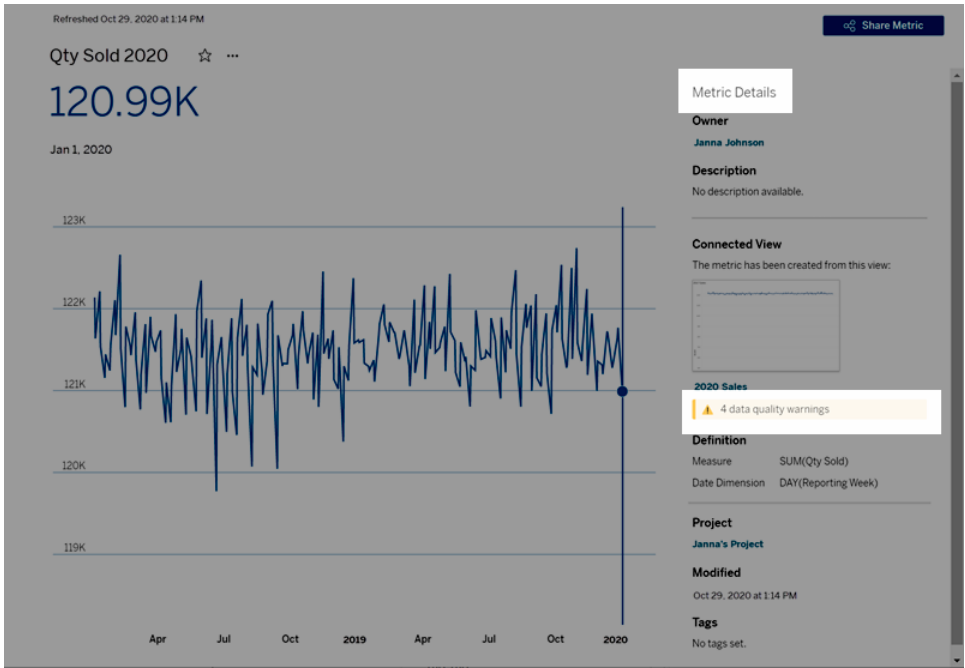 Refreshed Oct 29, 2020 at 1:14 PM
Share Metric
Qty Sold 2020
120.99K
Jan 1, 2020
123K
122K
121K
120K
119K
Apr Jul Oct 2019 Apr Jul Oct 2020
Metric Details
Owner
Janna Johnson
Description
No description available.
Connected View
The metric has been created from this view:
2020 Sales
4 data quality warnings
Definition
Measure SUM(Qty Sold)
Date Dimension DAY(Reporting Week)
Project
Janna's Project
Modified
Oct 29, 2020 at 1:14 PM
Tags
No tags set.